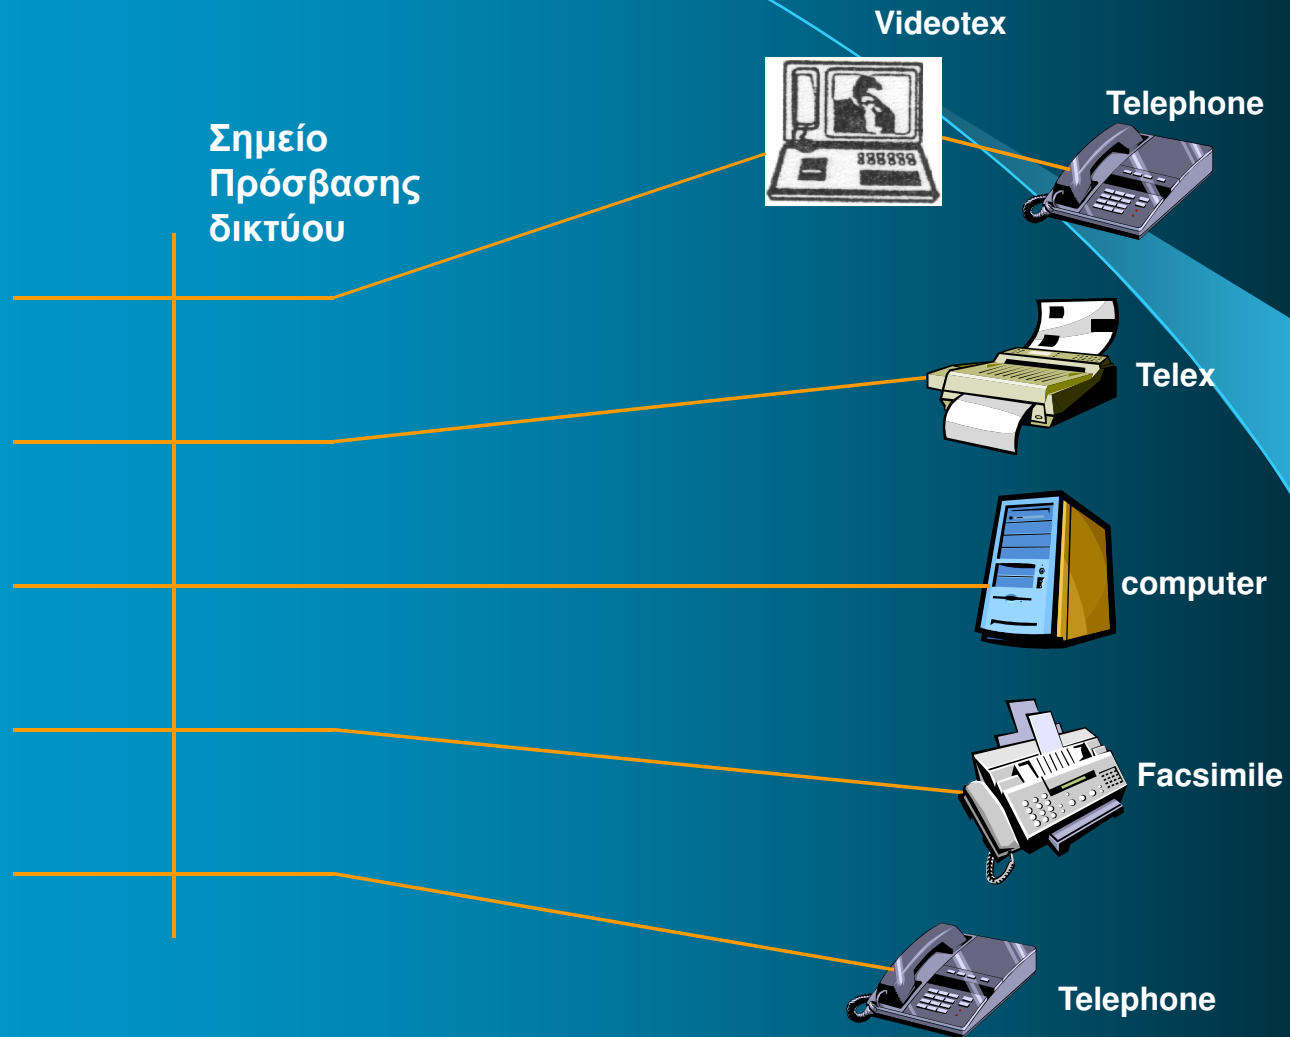 Videotex
Telephone
Σημείο
Πρόσβασης
δικτύου
Telex
computer
Facsimile
Telephone